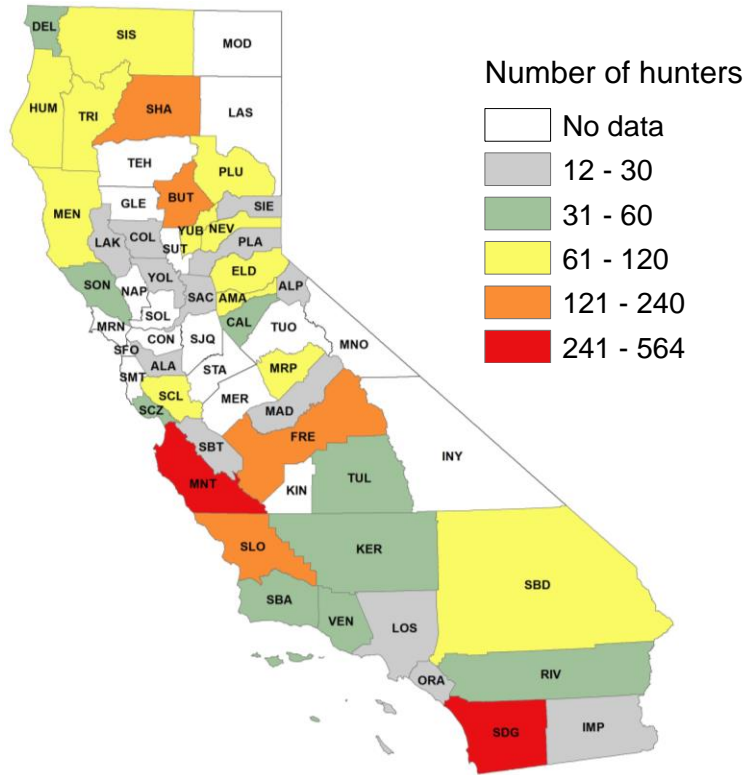 DEL
SIS
MOD
HUM
TRI
SHA
LAS
TEH
PLU
MEN
GLE
BUT
SIE
YUB
NEV
LAK
COL
SUT
PLA
SON
NAP
YOL
ELD
ALP
SAC
AMA
SOL
MRN
CAL
TUO
MNO
CON
SJQ
SFO
ALA
STA
MRP
SMT
SCL
MER
SCZ
MAD
SBT
FRE
INY
MNT
KIN
TUL
SLO
KER
SBD
SBA
VEN
LOS
ORA
RIV
SDG
IMP
Number of hunters
No data
12 - 30
31 - 60
61 - 120
121 - 240
241 - 564